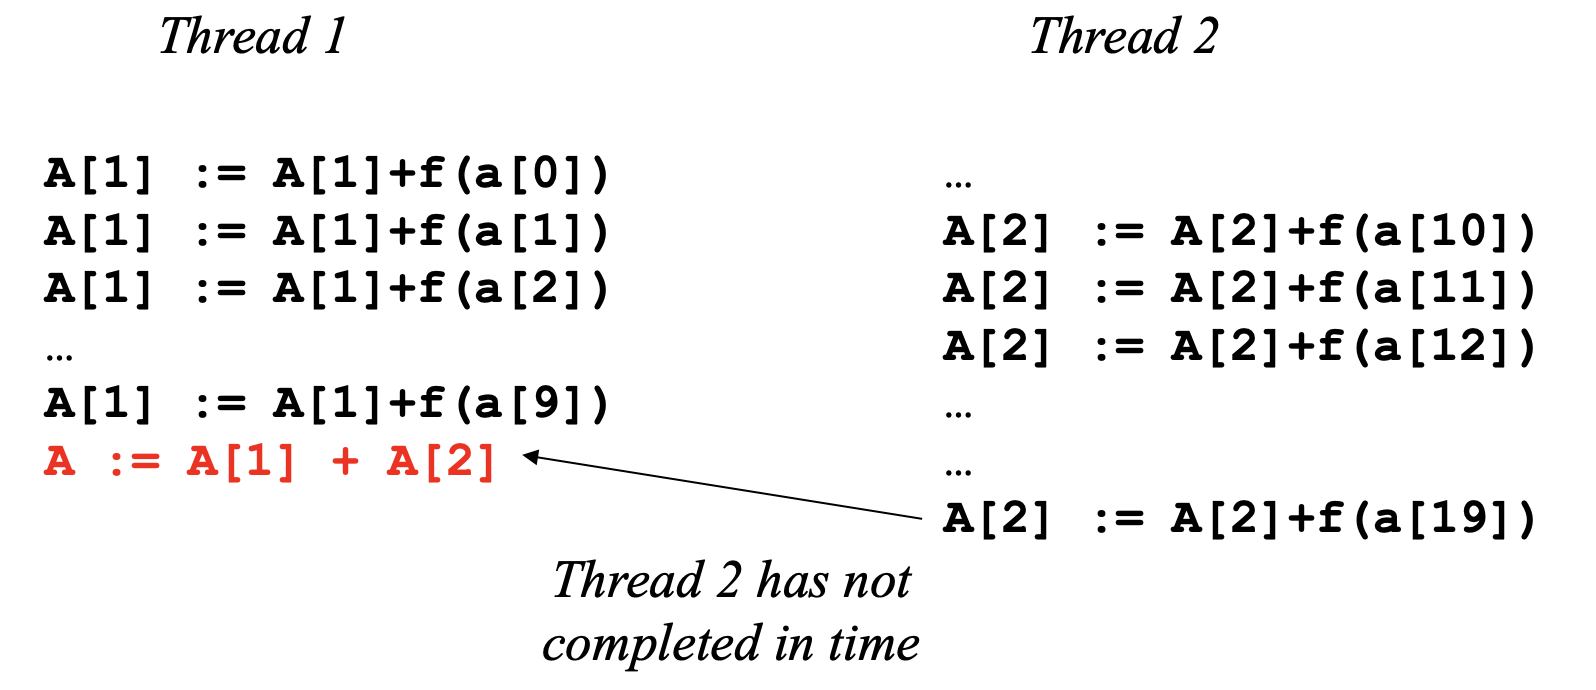 Thread 1
Thread 2
A[1] := A[1]+f(a[0])
A[1] := A[1]+f(a[1])
A[1] := A[1]+f(a[2])
…
A[1] := A[1]+f(a[9])
A := A[1] + A[2]
…
A[2] := A[2]+f(a[10])
A[2] := A[2]+f(a[11])
A[2] := A[2]+f(a[12])
…
…
A[2] := A[2]+f(a[19])
Thread 2 has not
completed in time